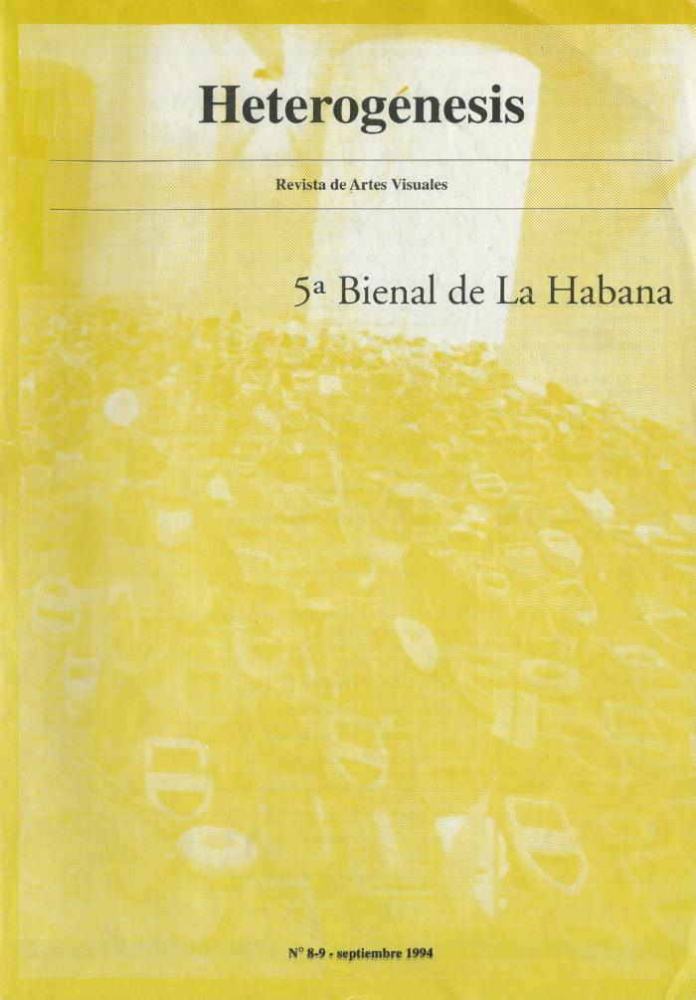 Heterogénesis
Revista de Artes Visuales
5ª Bienal de La Habana
Nº 8-9 - septiembre 1994